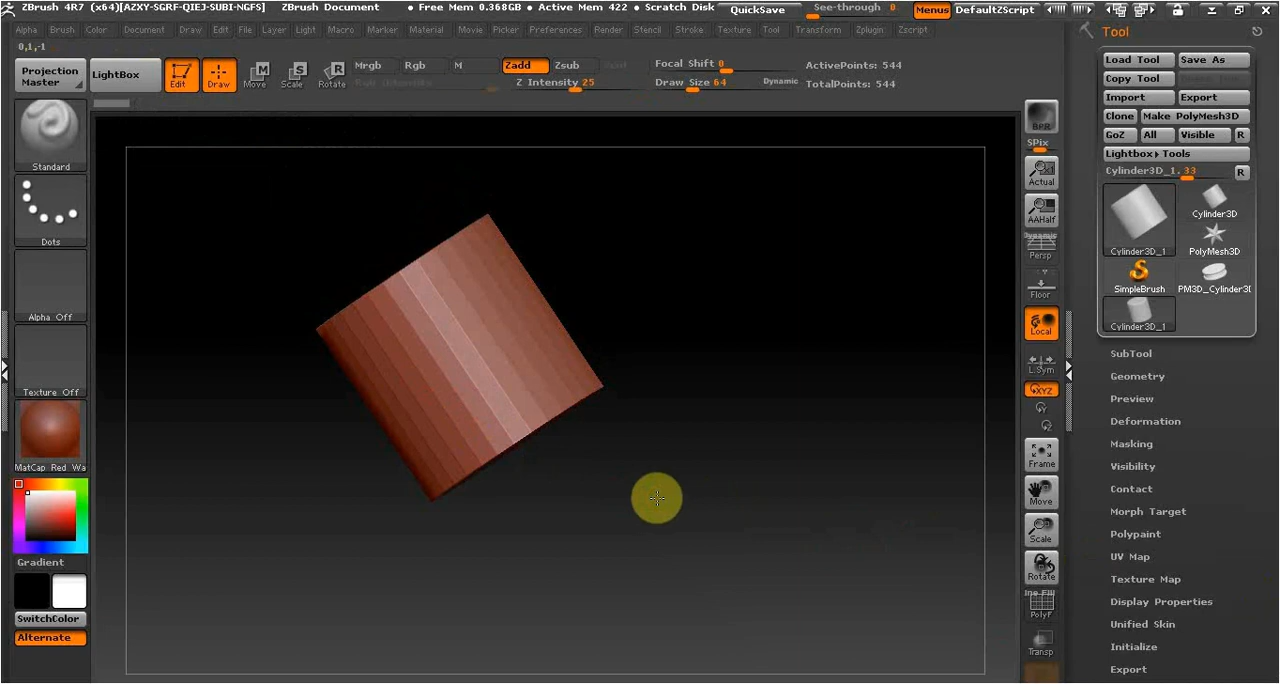 ZBrush 4R7 (x64)[AZXY-SGRF-QIEJ-SUBI-NGFS] ZBrush Document • Free Mem 0.368GB • Active Mem 422 • Scratch Disk QuickSave See-through 0 Menus DefaultZScript
Alpha Brush Color Document Draw Edit File Layer Light Macro Marker Material Movie Picker Preferences Render Stencil Stroke Texture Tool Transform Zplugin Zscript
0,1,-1
Projection Master
LightBox
Edit
Draw
Move
Scale
Rotate
Mrgb Rgb M Zadd Zsub
Z Intensity 25
Focal Shift 0
Draw Size 64 Dynamic
ActivePoints: 544
TotalPoints: 544
Standard
Dots
Alpha Off
Texture Off
MatCap Red Wa
Gradient
SwitchColor
Alternate
BPR
SPix
Actual
AAHalf
Dynamic
Persp
Floor
Local
L.Sym
XYZ
Frame
Move
Scale
Rotate
Line Fill
PolyF
Transp
Tool
Load Tool Save As
Copy Tool
Import Export
Clone Make PolyMesh3D
GoZ All Visible R
Lightbox▸Tools
Cylinder3D_1. 33 R
Cylinder3D_1
Cylinder3D
PolyMesh3D
SimpleBrush
PM3D_Cylinder3D
Cylinder3D_1
SubTool
Geometry
Preview
Deformation
Masking
Visibility
Contact
Morph Target
Polypaint
UV Map
Texture Map
Display Properties
Unified Skin
Initialize
Export